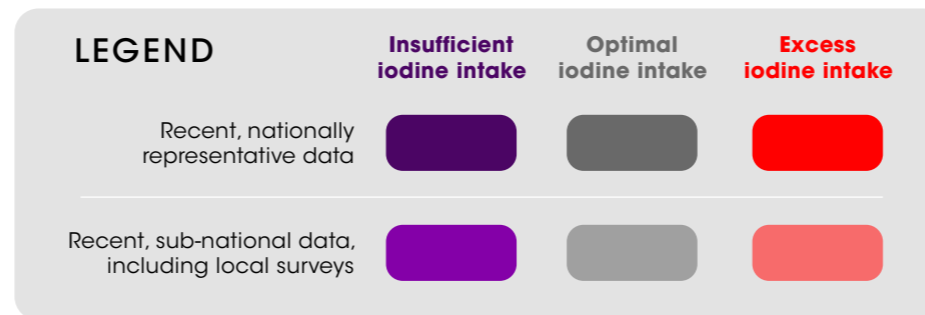 LEGEND
Insufficient
iodine intake
Optimal
iodine intake
Excess
iodine intake
Recent, nationally
representative data
Recent, sub-national data,
including local surveys